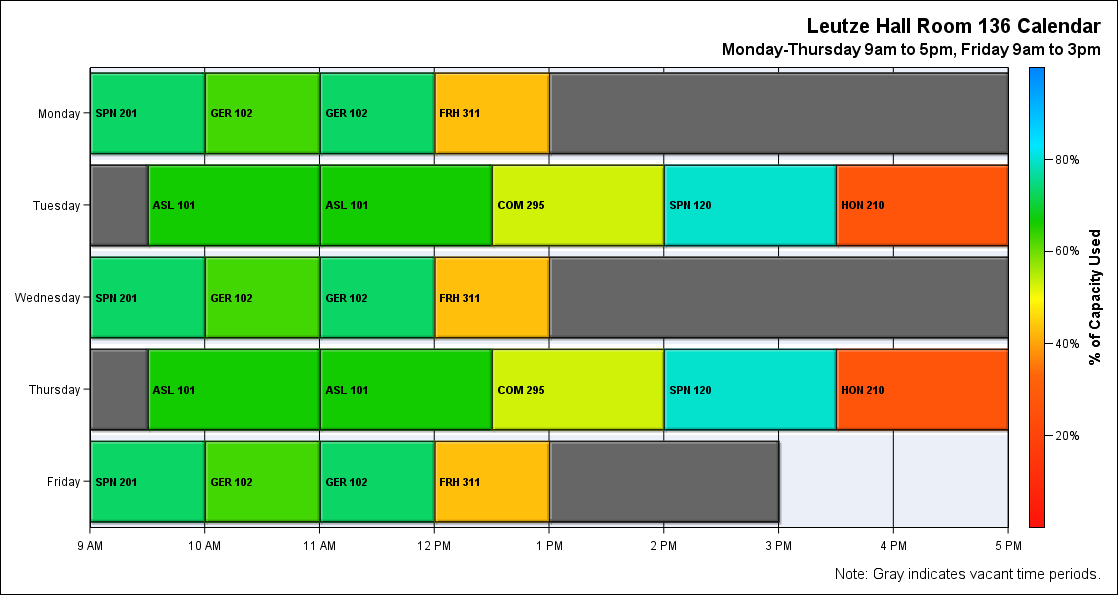 Leutze Hall Room 136 Calendar
Monday-Thursday 9am to 5pm, Friday 9am to 3pm
Monday
SPN 201
GER 102
GER 102
FRH 311
Tuesday
ASL 101
ASL 101
COM 295
SPN 120
HON 210
Wednesday
SPN 201
GER 102
GER 102
FRH 311
Thursday
ASL 101
ASL 101
COM 295
SPN 120
HON 210
Friday
SPN 201
GER 102
GER 102
FRH 311
9 AM
10 AM
11 AM
12 PM
1 PM
2 PM
3 PM
4 PM
5 PM
80%
60%
40%
20%
% of Capacity Used
Note: Gray indicates vacant time periods.